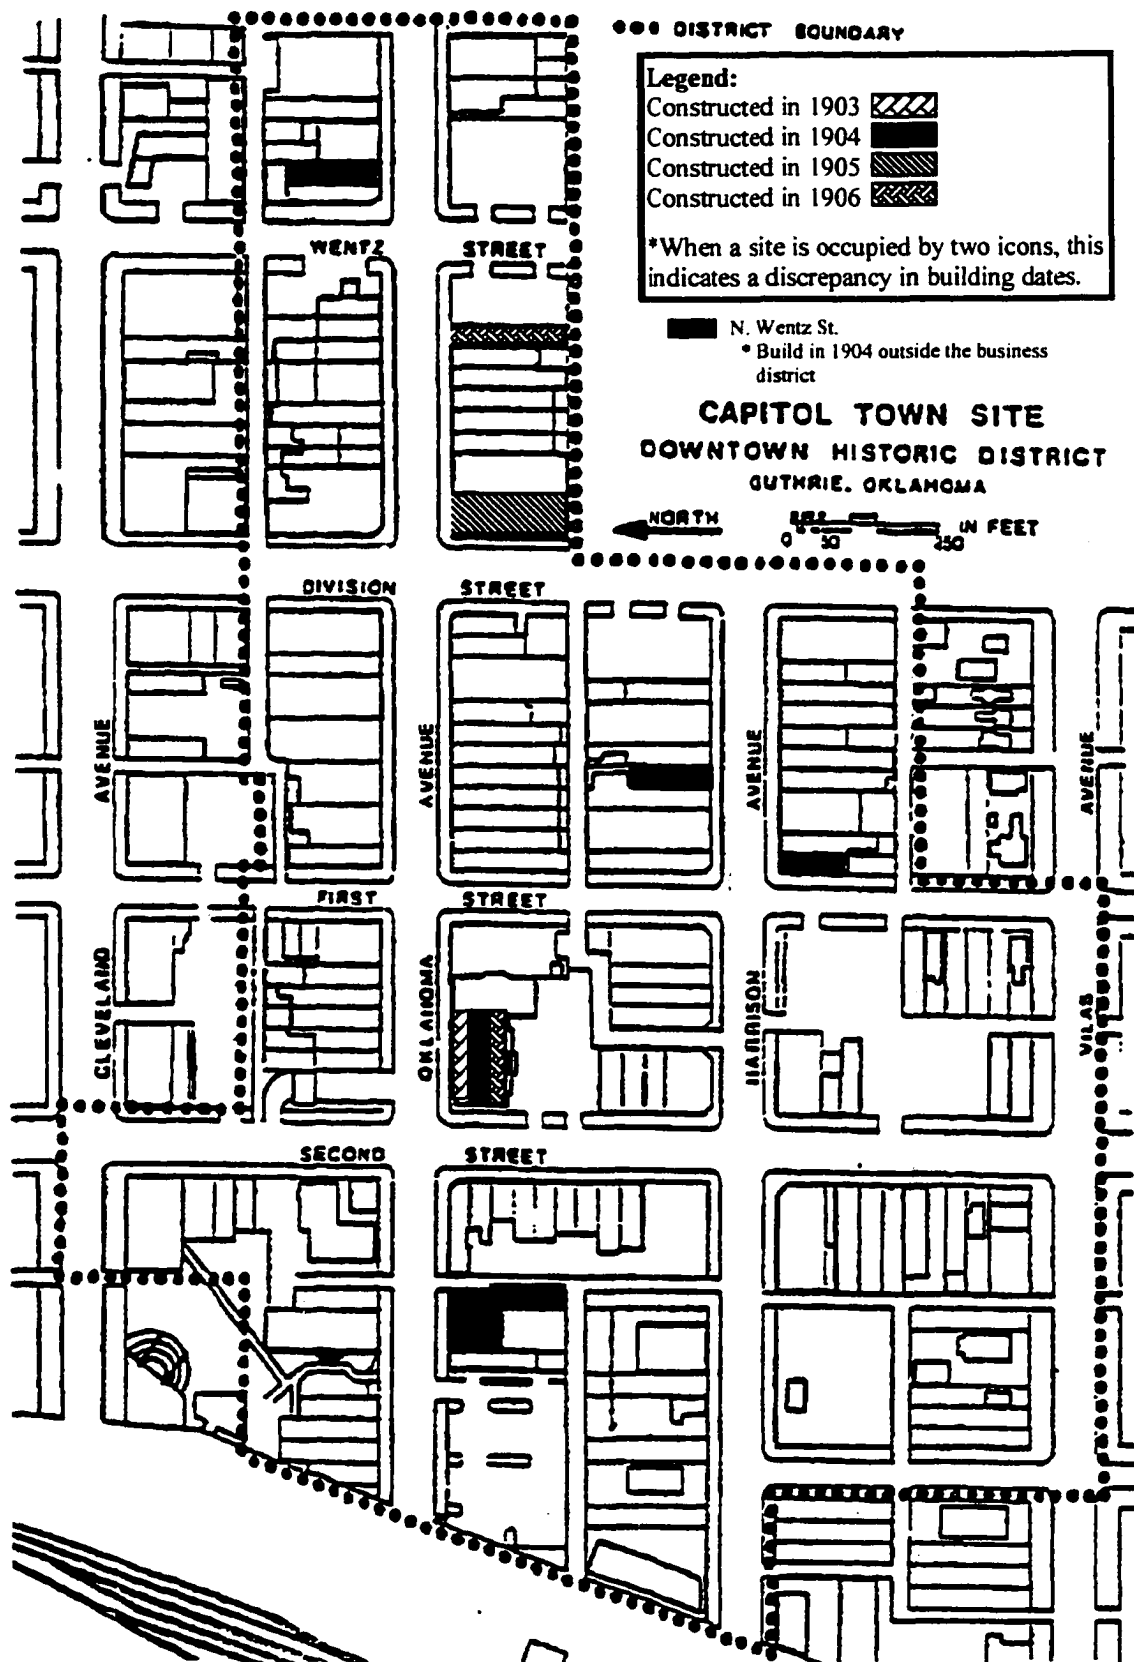 DISTRICT BOUNDARY
Legend:
Constructed in 1903
Constructed in 1904
Constructed in 1905
Constructed in 1906
*When a site is occupied by two icons, this
indicates a discrepancy in building dates.
N. Wentz St.
* Build in 1904 outside the business
district
CAPITOL TOWN SITE
DOWNTOWN HISTORIC DISTRICT
GUTHRIE, OKLAHOMA
NORTH
0 50 250 IN FEET
WENTZ STREET
DIVISION STREET
AVENUE
AVENUE
AVENUE
AVENUE
FIRST STREET
CLEVELAND
OKLAHOMA
HARRISON
VILAS
SECOND STREET